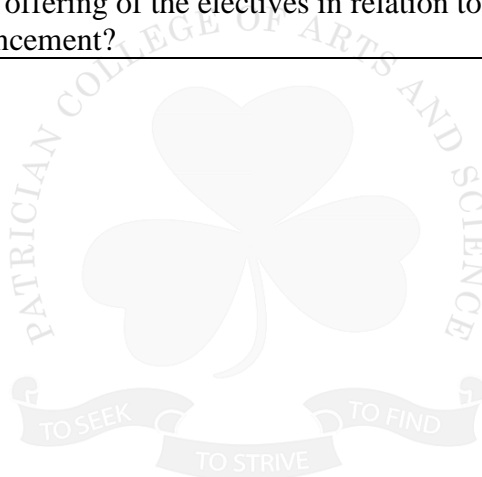 offering of the electives in relation to
ncement?
PATRICIAN COLLEGE OF ARTS AND SCIENCE
TO SEEK
TO STRIVE
TO FIND